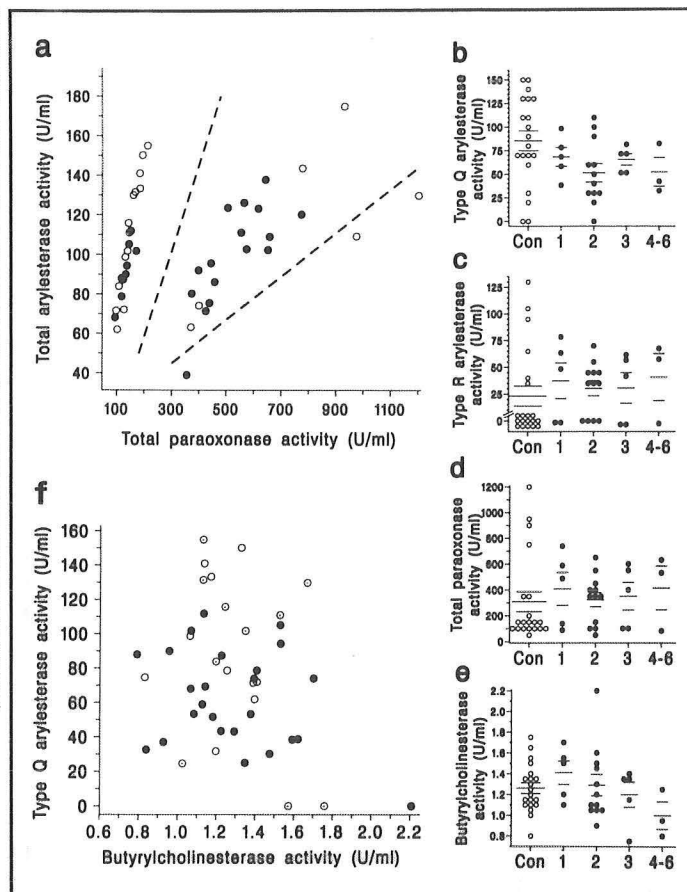 a
Total arylesterase activity (U/ml)
180
160
140
120
100
80
60
40
100 300 500 700 900 1100
Total paraoxonase activity (U/ml)
b
Type Q arylesterase
activity (U/ml)
150
125
100
75
50
25
0
Con 1 2 3 4-6
c
Type R arylesterase
activity (U/ml)
125
100
75
50
25
0
Con 1 2 3 4-6
d
Total paraoxonase
activity (U/ml)
1200
1000
800
600
400
200
0
Con 1 2 3 4-6
e
Butyrylcholinesterase
activity (U/ml)
2.2
2.0
1.8
1.6
1.4
1.2
1.0
0.8
Con 1 2 3 4-6
f
Type Q arylesterase activity (U/ml)
160
140
120
100
80
60
40
20
0
0.6 0.8 1.0 1.2 1.4 1.6 1.8 2.0 2.2
Butyrylcholinesterase activity (U/ml)